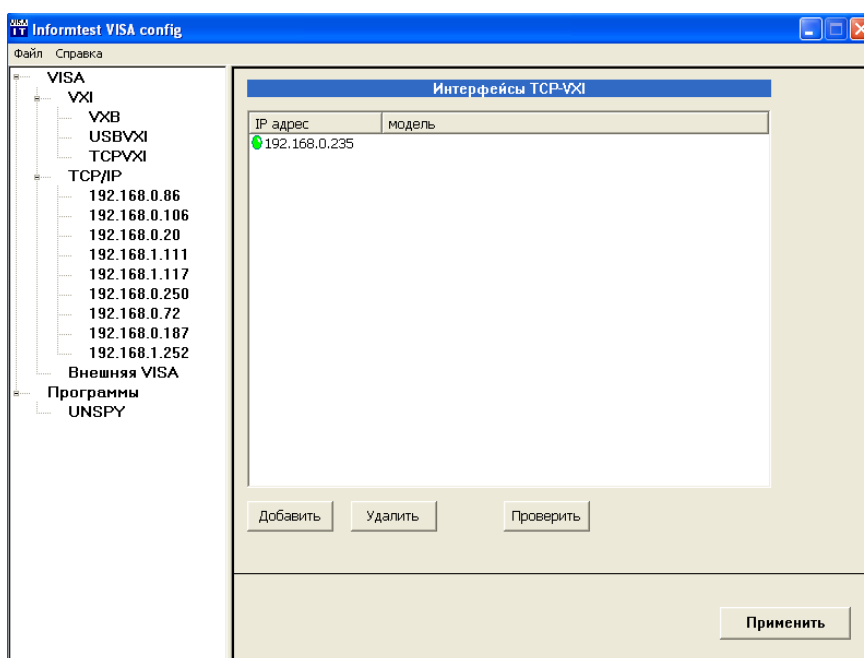 VISA IT Informtest VISA config
Файл Справка
VISA
VXI
VXB
USBVXI
TCPVXI
TCP/IP
192.168.0.86
192.168.0.106
192.168.0.20
192.168.1.111
192.168.1.117
192.168.0.250
192.168.0.72
192.168.0.187
192.168.1.252
Внешняя VISA
Программы
UNSPY
Интерфейсы TCP-VXI
IP адрес модель
192.168.0.235
Добавить Удалить Проверить
Применить